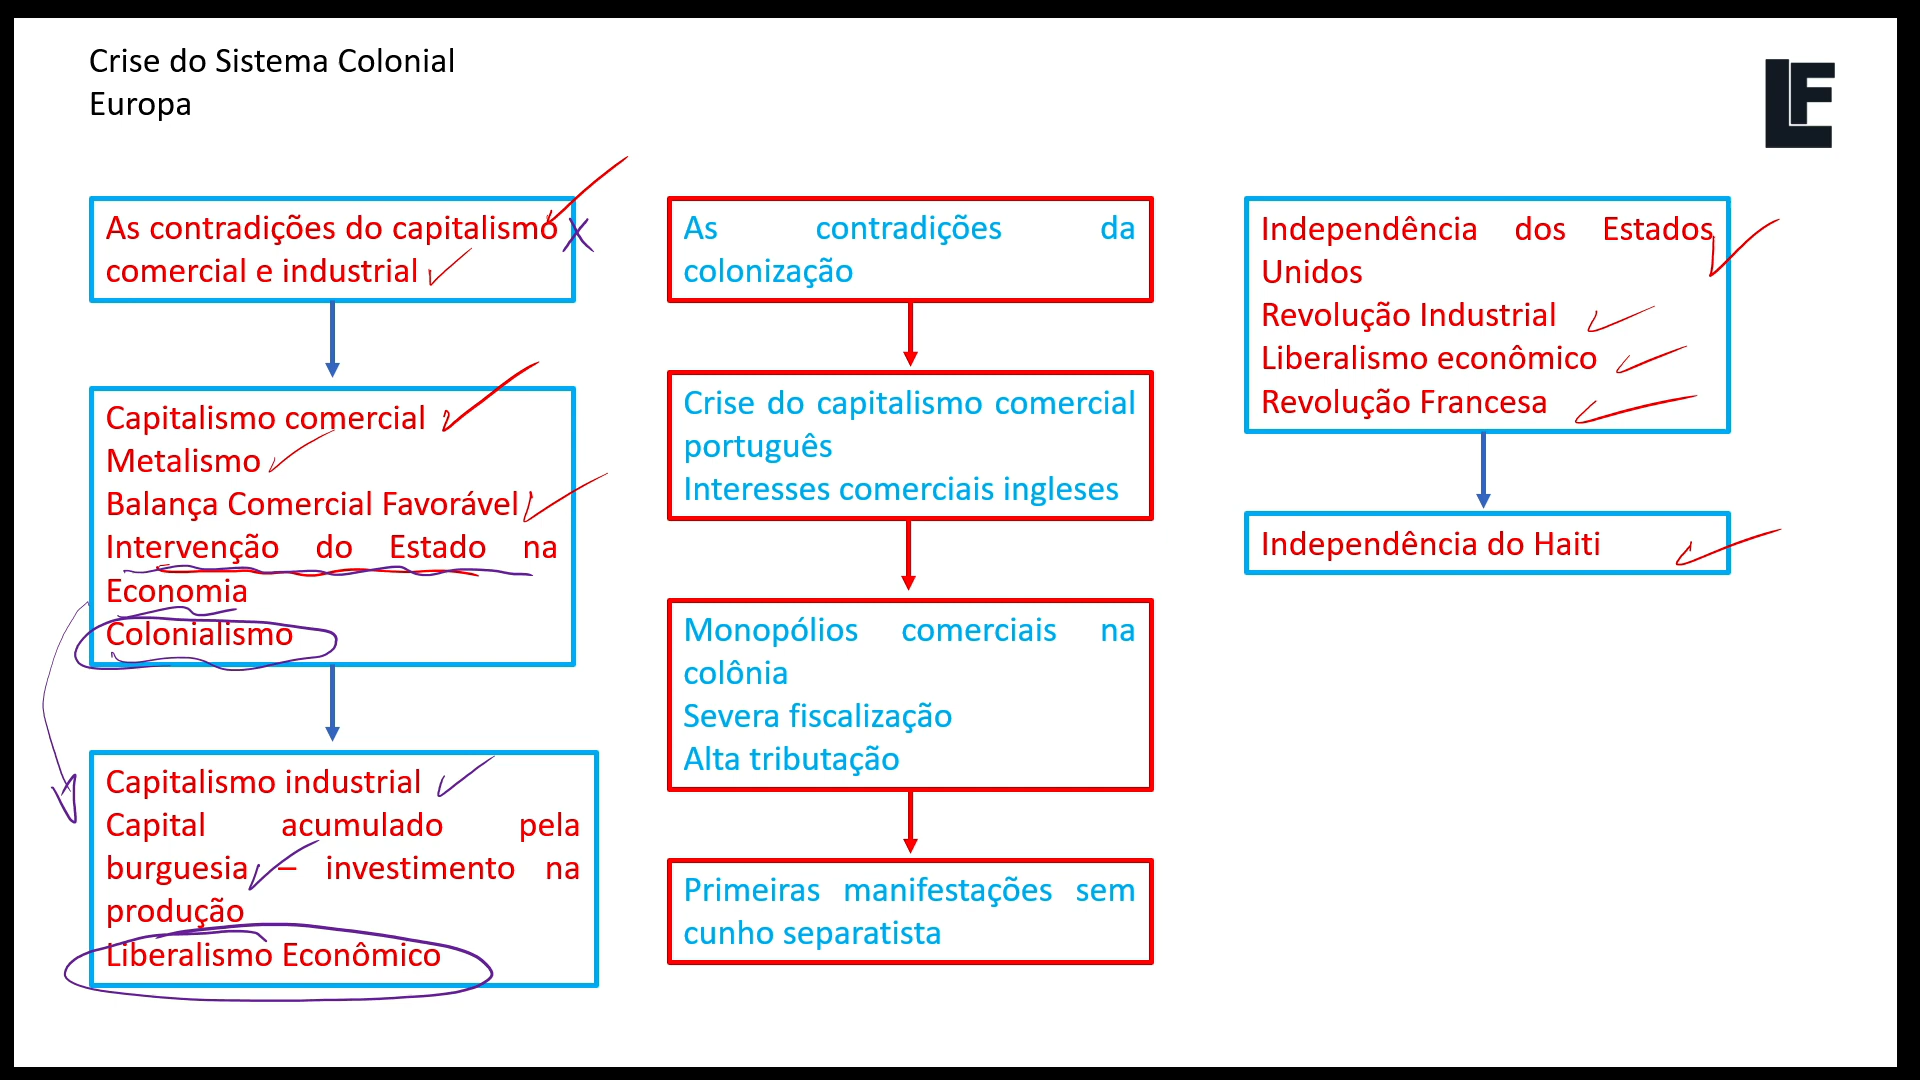 Crise do Sistema Colonial
Europa
LE
As contradições do capitalismo
comercial e industrial
Capitalismo comercial
Metalismo
Balança Comercial Favorável
Intervenção do Estado na
Economia
Colonialismo
Capitalismo industrial
Capital acumulado pela
burguesia – investimento na
produção
Liberalismo Econômico
As contradições da
colonização
Crise do capitalismo comercial
português
Interesses comerciais ingleses
Monopólios comerciais na
colônia
Severa fiscalização
Alta tributação
Primeiras manifestações sem
cunho separatista
Independência dos Estados
Unidos
Revolução Industrial
Liberalismo econômico
Revolução Francesa
Independência do Haiti